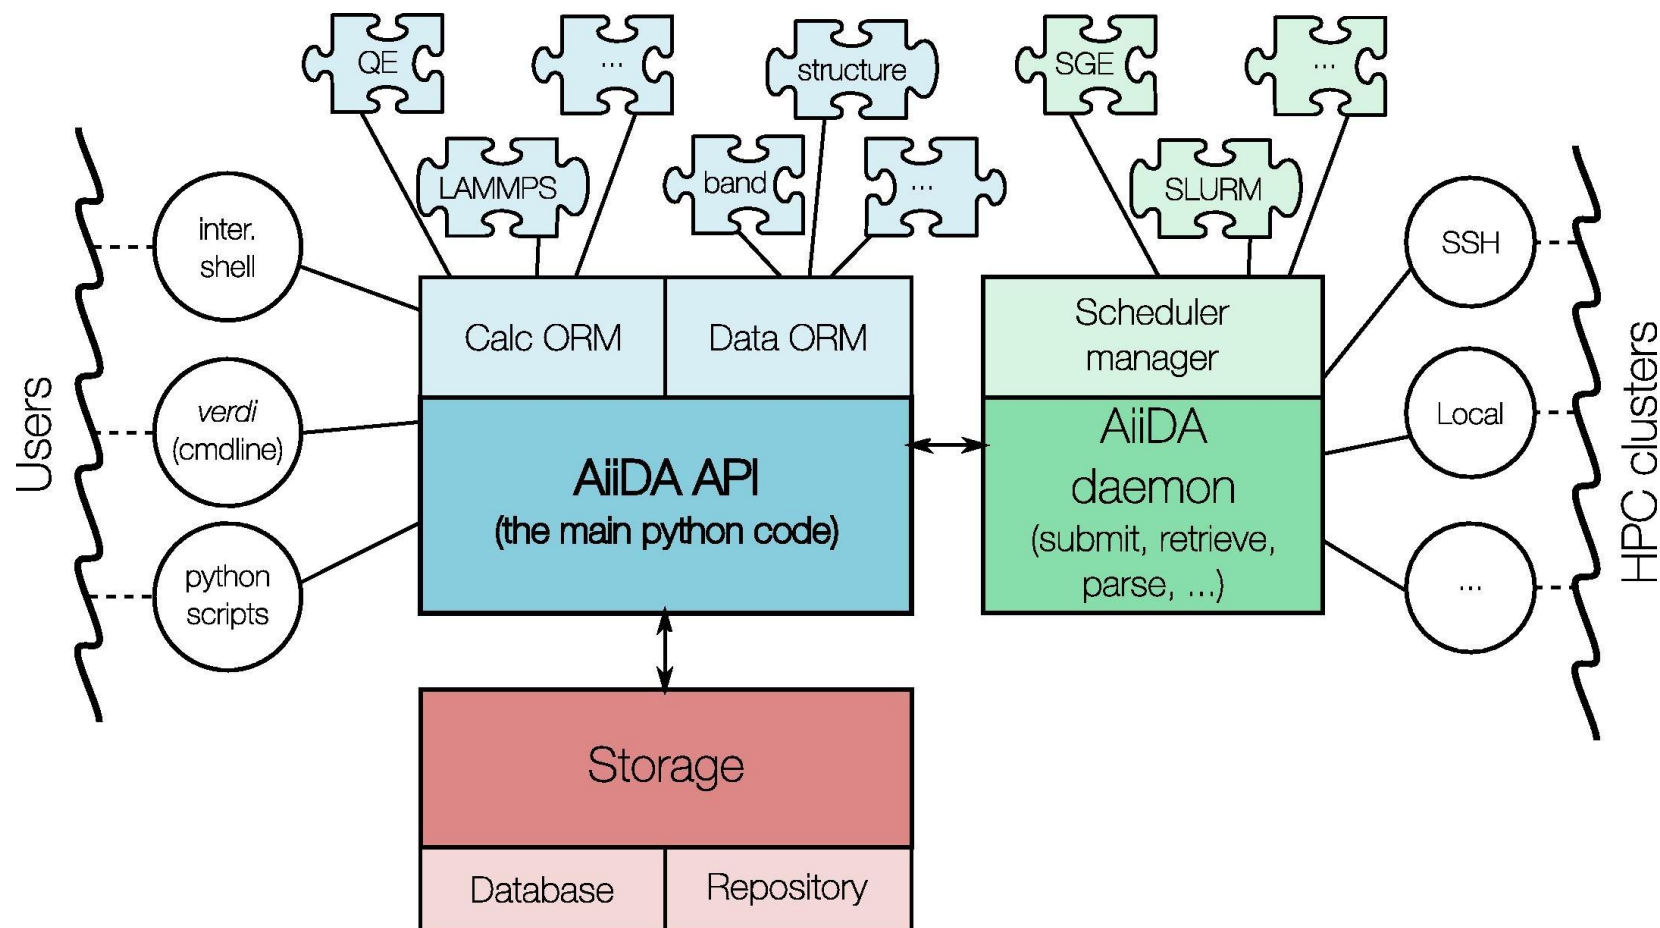 QE
...
structure
SGE
...
LAMMPS
band
...
SLURM
inter.
shell
SSH
Calc ORM
Data ORM
Scheduler
manager
Users
verdi
(cmdline)
AiiDA API
(the main python code)
AiiDA
daemon
(submit, retrieve,
parse, ...)
Local
HPC clusters
python
scripts
...
Storage
Database
Repository